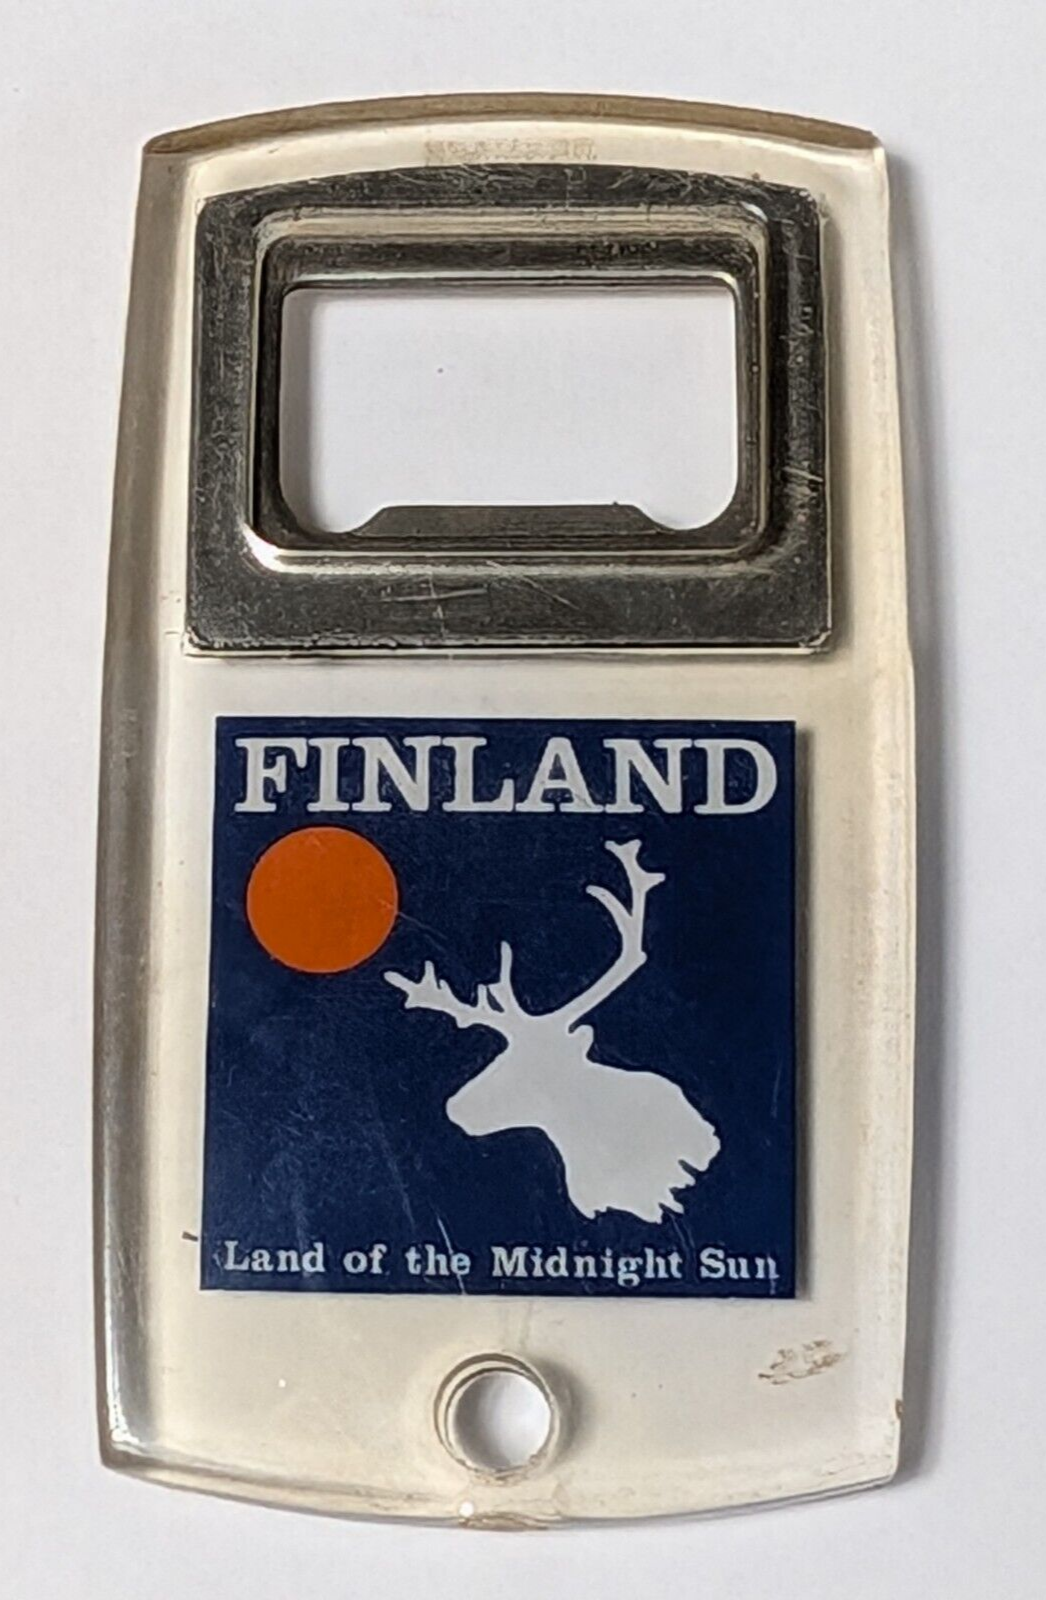 FINLAND
Land of the Midnight Sun